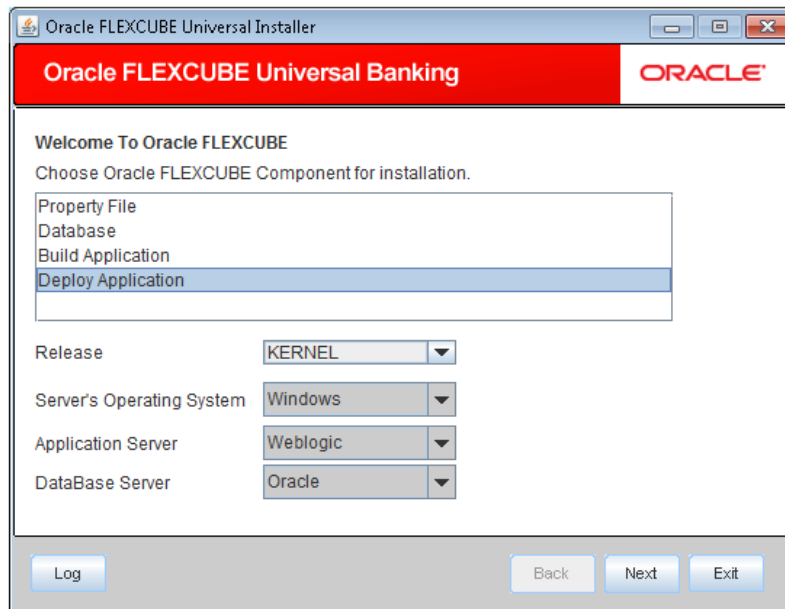 Oracle FLEXCUBE Universal Installer
Oracle FLEXCUBE Universal Banking
ORACLE®
Welcome To Oracle FLEXCUBE
Choose Oracle FLEXCUBE Component for installation.
Property File
Database
Build Application
Deploy Application
Release KERNEL
Server's Operating System Windows
Application Server Weblogic
DataBase Server Oracle
Log Back Next Exit